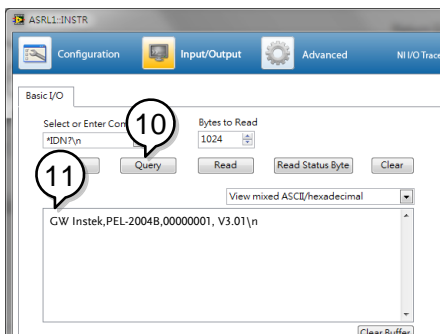 ASRL1::INSTR
Configuration Input/Output Advanced NI I/O Trace
Basic I/O
Select or Enter Com Bytes to Read
*IDN?\n 1024
10
Query Read Read Status Byte Clear
11
View mixed ASCII/hexadecimal
GW Instek,PEL-2004B,00000001, V3.01\n
Clear Buffer